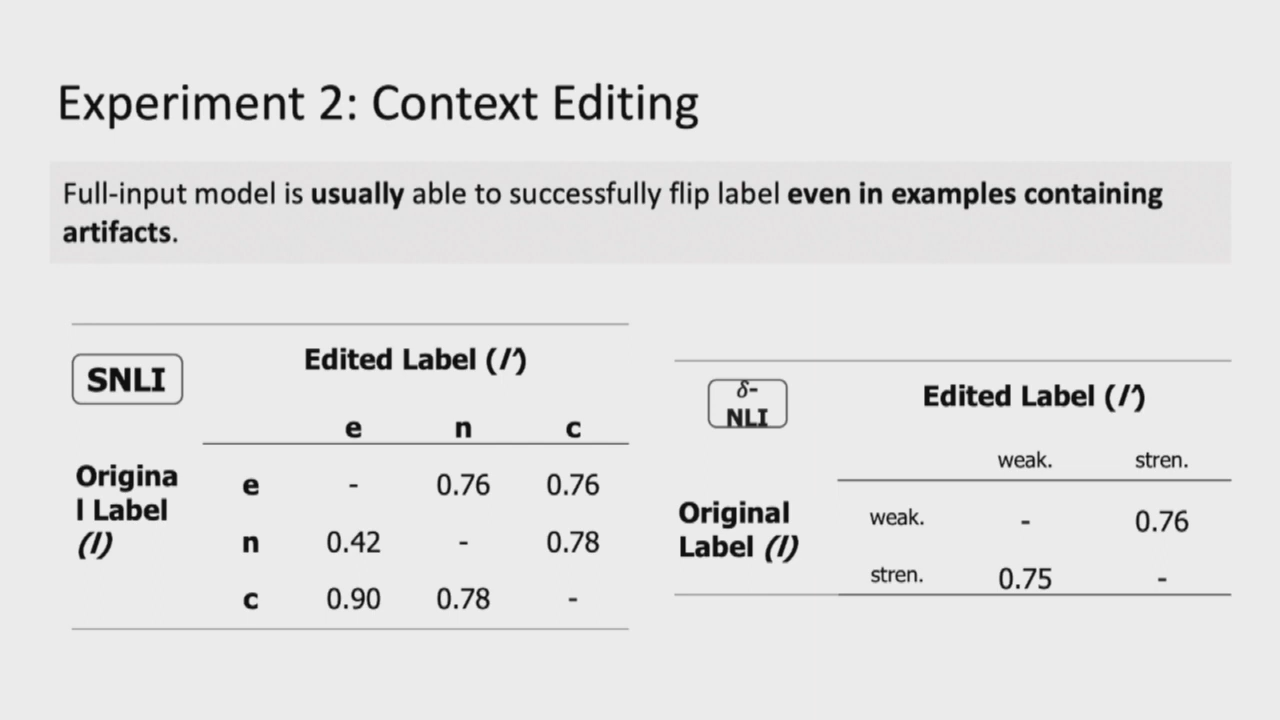 Experiment 2: Context Editing
Full-input model is usually able to successfully flip label even in examples containing
artifacts.
SNLI
Edited Label (l′)
e n c
Origina
l Label
(l)
e - 0.76 0.76
n 0.42 - 0.78
c 0.90 0.78 -
δ-
NLI
Edited Label (l′)
weak. stren.
Original
Label (l)
weak. - 0.76
stren. 0.75 -